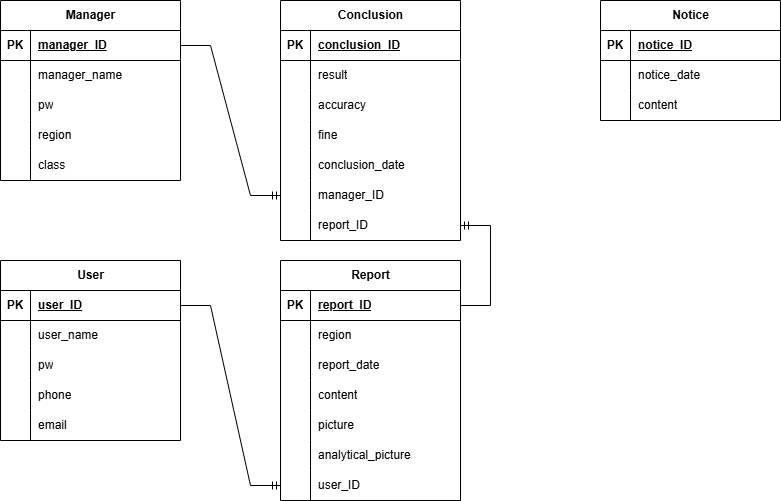 Manager
PK manager_ID
manager_name
pw
region
class
Conclusion
PK conclusion_ID
result
accuracy
fine
conclusion_date
manager_ID
report_ID
Notice
PK notice_ID
notice_date
content
User
PK user_ID
user_name
pw
phone
email
Report
PK report_ID
region
report_date
content
picture
analytical_picture
user_ID